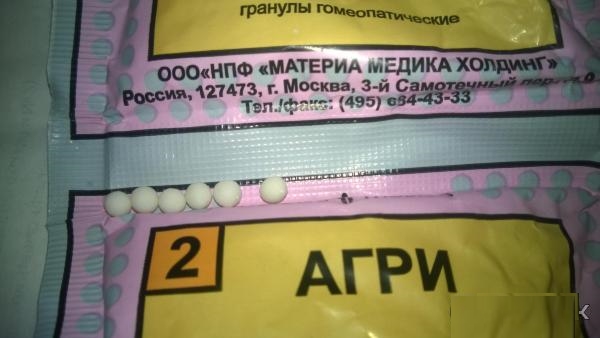 гранулы гомеопатические
ООО«НПФ «МАТЕРИА МЕДИКА ХОЛДИНГ»
Россия, 127473, г. Москва, 3-й Самотечный
Тел./факс: (495) 684-43-33
2
АГРИ